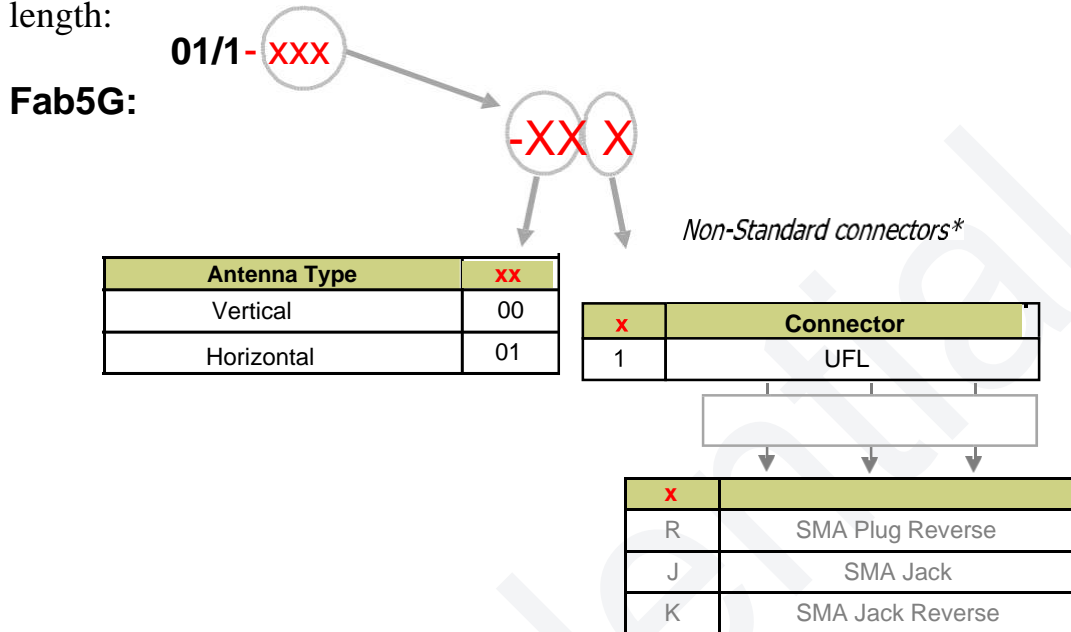 length:
01/1-xxx
Fab5G:
-XX X
Non-Standard connectors*
Antenna Type xx
Vertical 00
Horizontal 01
x Connector
1 UFL
x
R SMA Plug Reverse
J SMA Jack
K SMA Jack Reverse